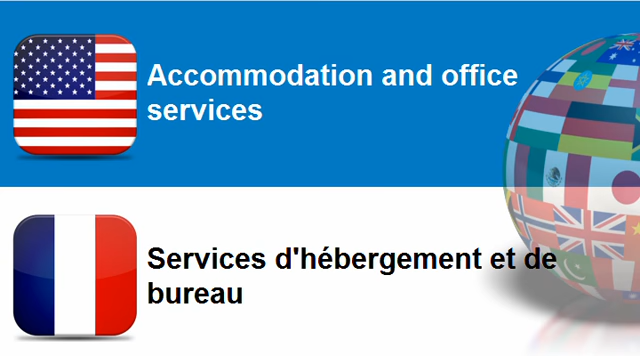 Accommodation and office
services
Services d'hébergement et de
bureau